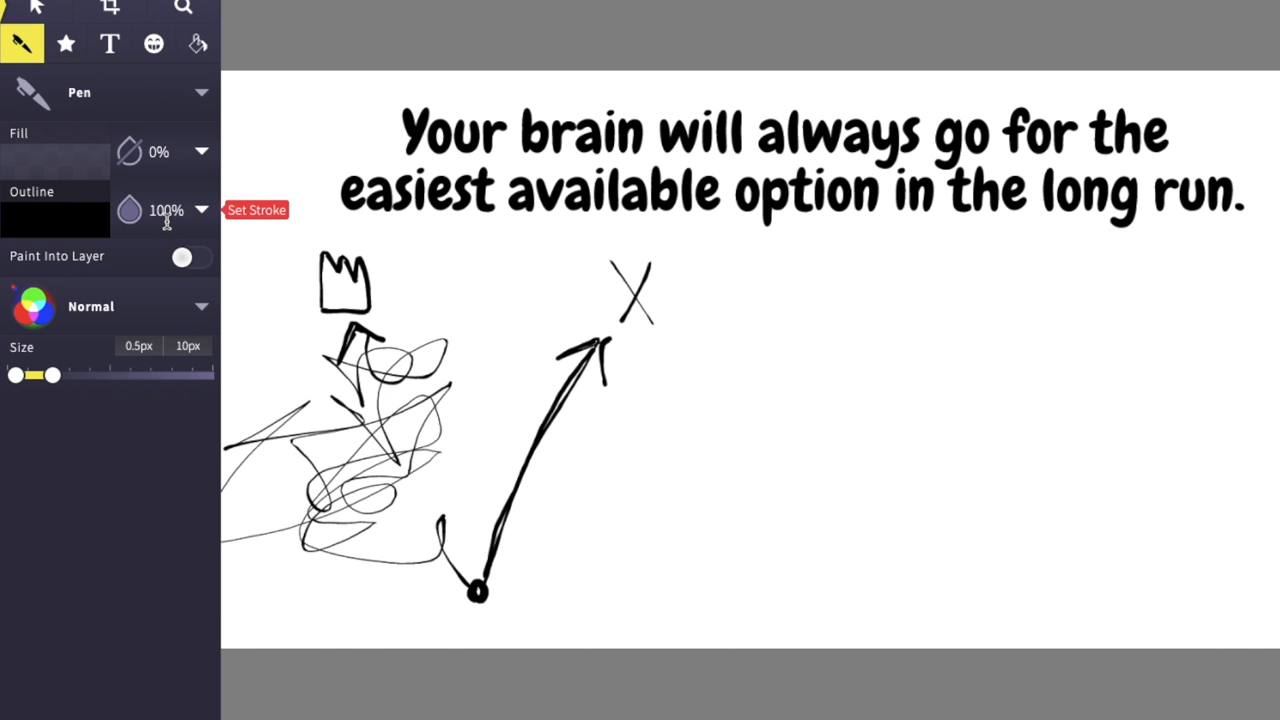 Pen
Fill
0%
Outline
100%
Set Stroke
Paint Into Layer
Normal
Size
0.5px
10px
Your brain will always go for the
easiest available option in the long run.
X